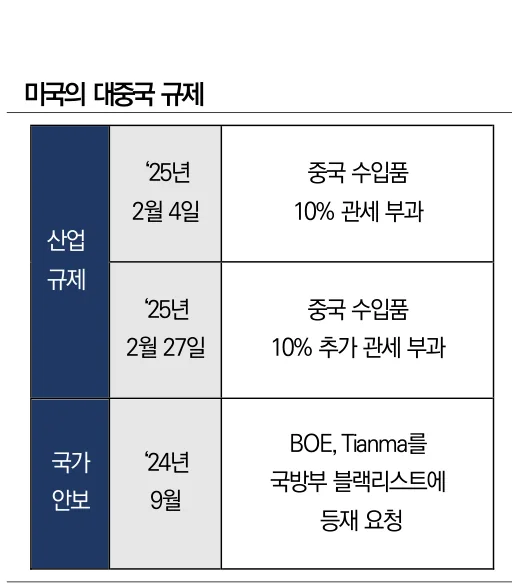 미국의 대중국 규제
산업
규제
‘25년
2월 4일
중국 수입품
10% 관세 부과
‘25년
2월 27일
중국 수입품
10% 추가 관세 부과
국가
안보
‘24년
9월
BOE, Tianma를
국방부 블랙리스트에
등재 요청